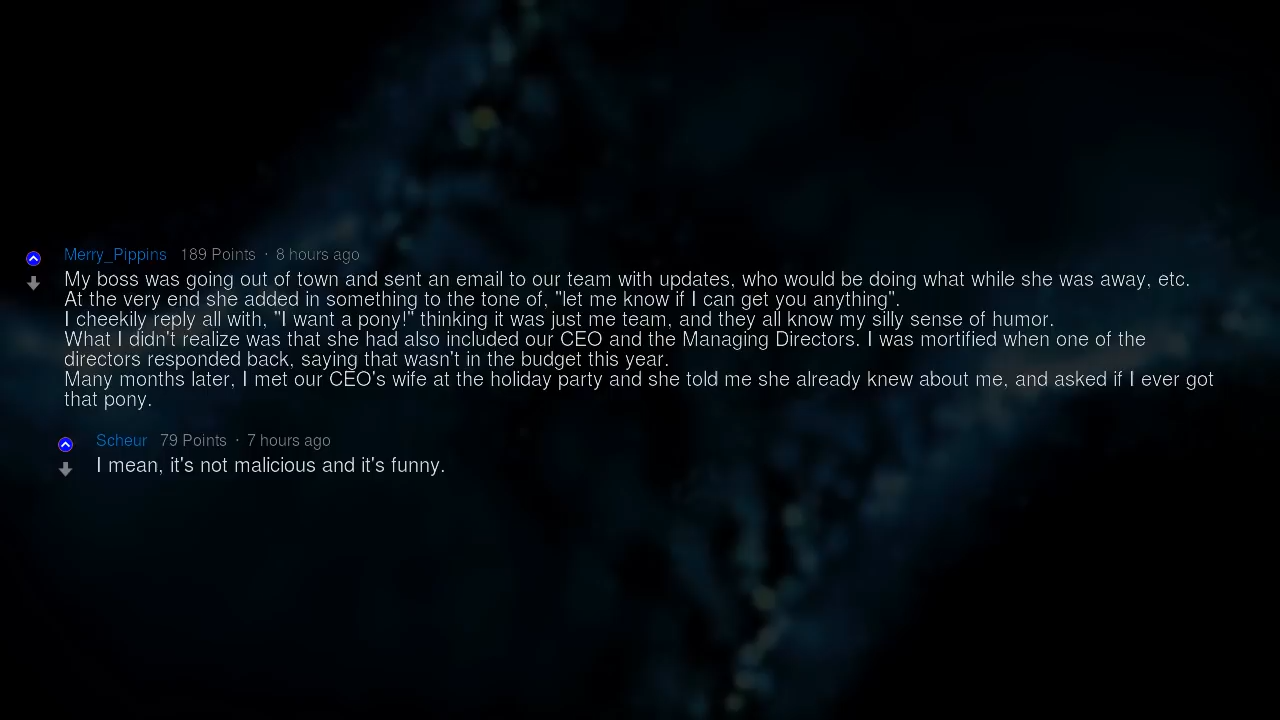 Merry_Pippins 189 Points · 8 hours ago
My boss was going out of town and sent an email to our team with updates, who would be doing what while she was away, etc.
At the very end she added in something to the tone of, "let me know if I can get you anything".
I cheekily reply all with, "I want a pony!" thinking it was just me team, and they all know my silly sense of humor.
What I didn't realize was that she had also included our CEO and the Managing Directors. I was mortified when one of the
directors responded back, saying that wasn't in the budget this year.
Many months later, I met our CEO's wife at the holiday party and she told me she already knew about me, and asked if I ever got
that pony.
Scheur 79 Points · 7 hours ago
I mean, it's not malicious and it's funny.